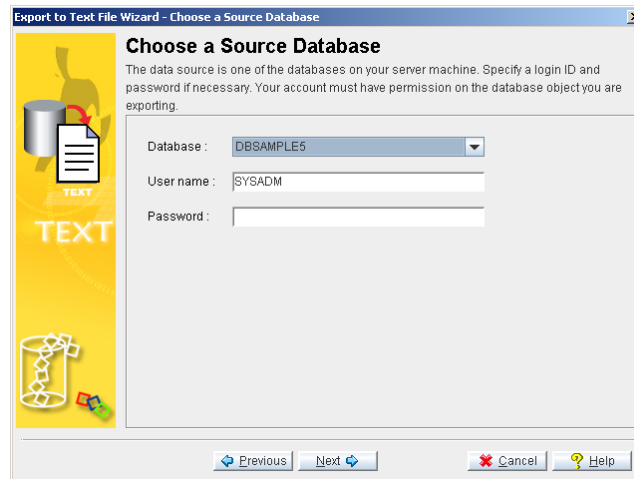 Export to Text File Wizard - Choose a Source Database
Choose a Source Database
The data source is one of the databases on your server machine. Specify a login ID and
password if necessary. Your account must have permission on the database object you are
exporting.
Database : DBSAMPLE5
User name : SYSADM
Password :
TEXT
TEXT
Previous Next Cancel Help